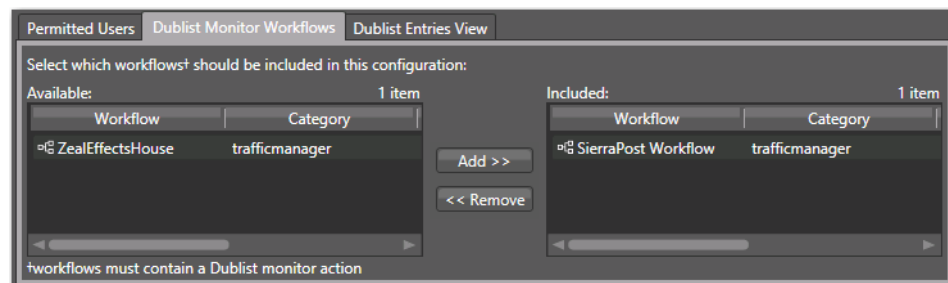 Permitted Users Dublist Monitor Workflows Dublist Entries View
Select which workflows† should be included in this configuration:
Available: 1 item Included: 1 item
Workflow Category Workflow Category
ZealEffectsHouse trafficmanager SierraPost Workflow trafficmanager
Add >>
<< Remove
†workflows must contain a Dublist monitor action